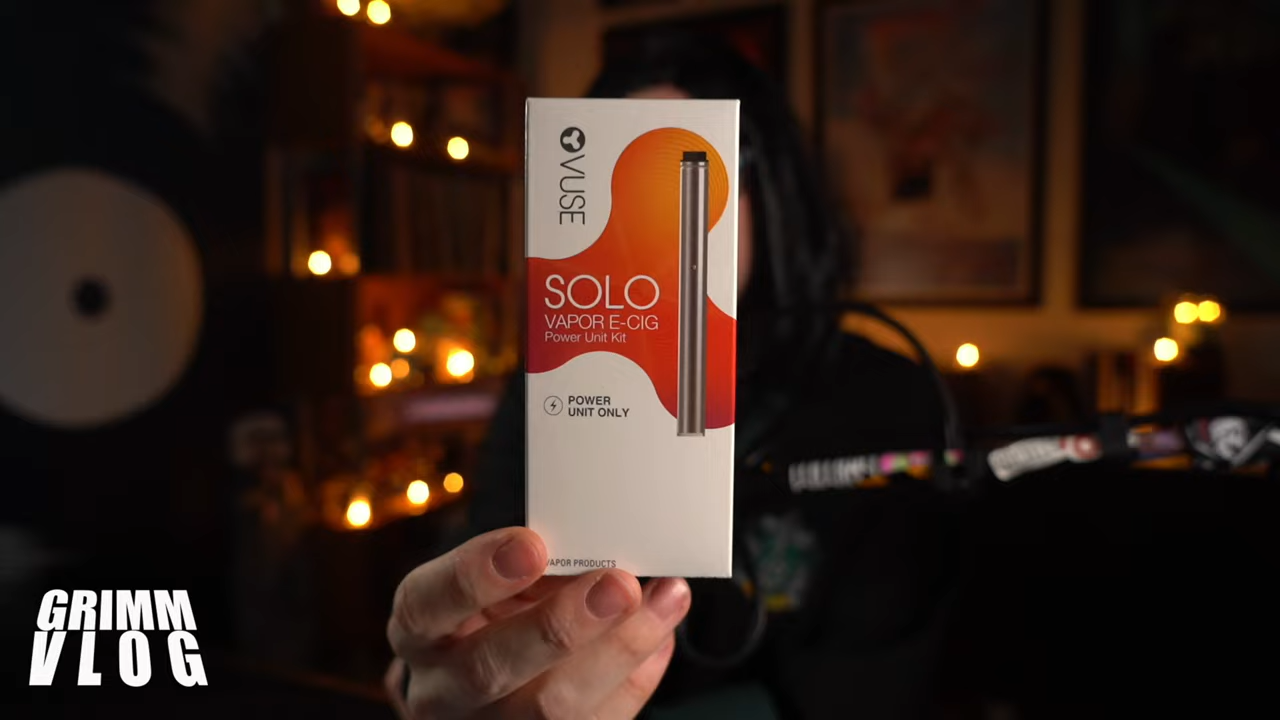 VUSE
SOLO
VAPOR E-CIG
Power Unit Kit
POWER
UNIT ONLY
VAPOR PRODUCTS
GRIMM
VLOG